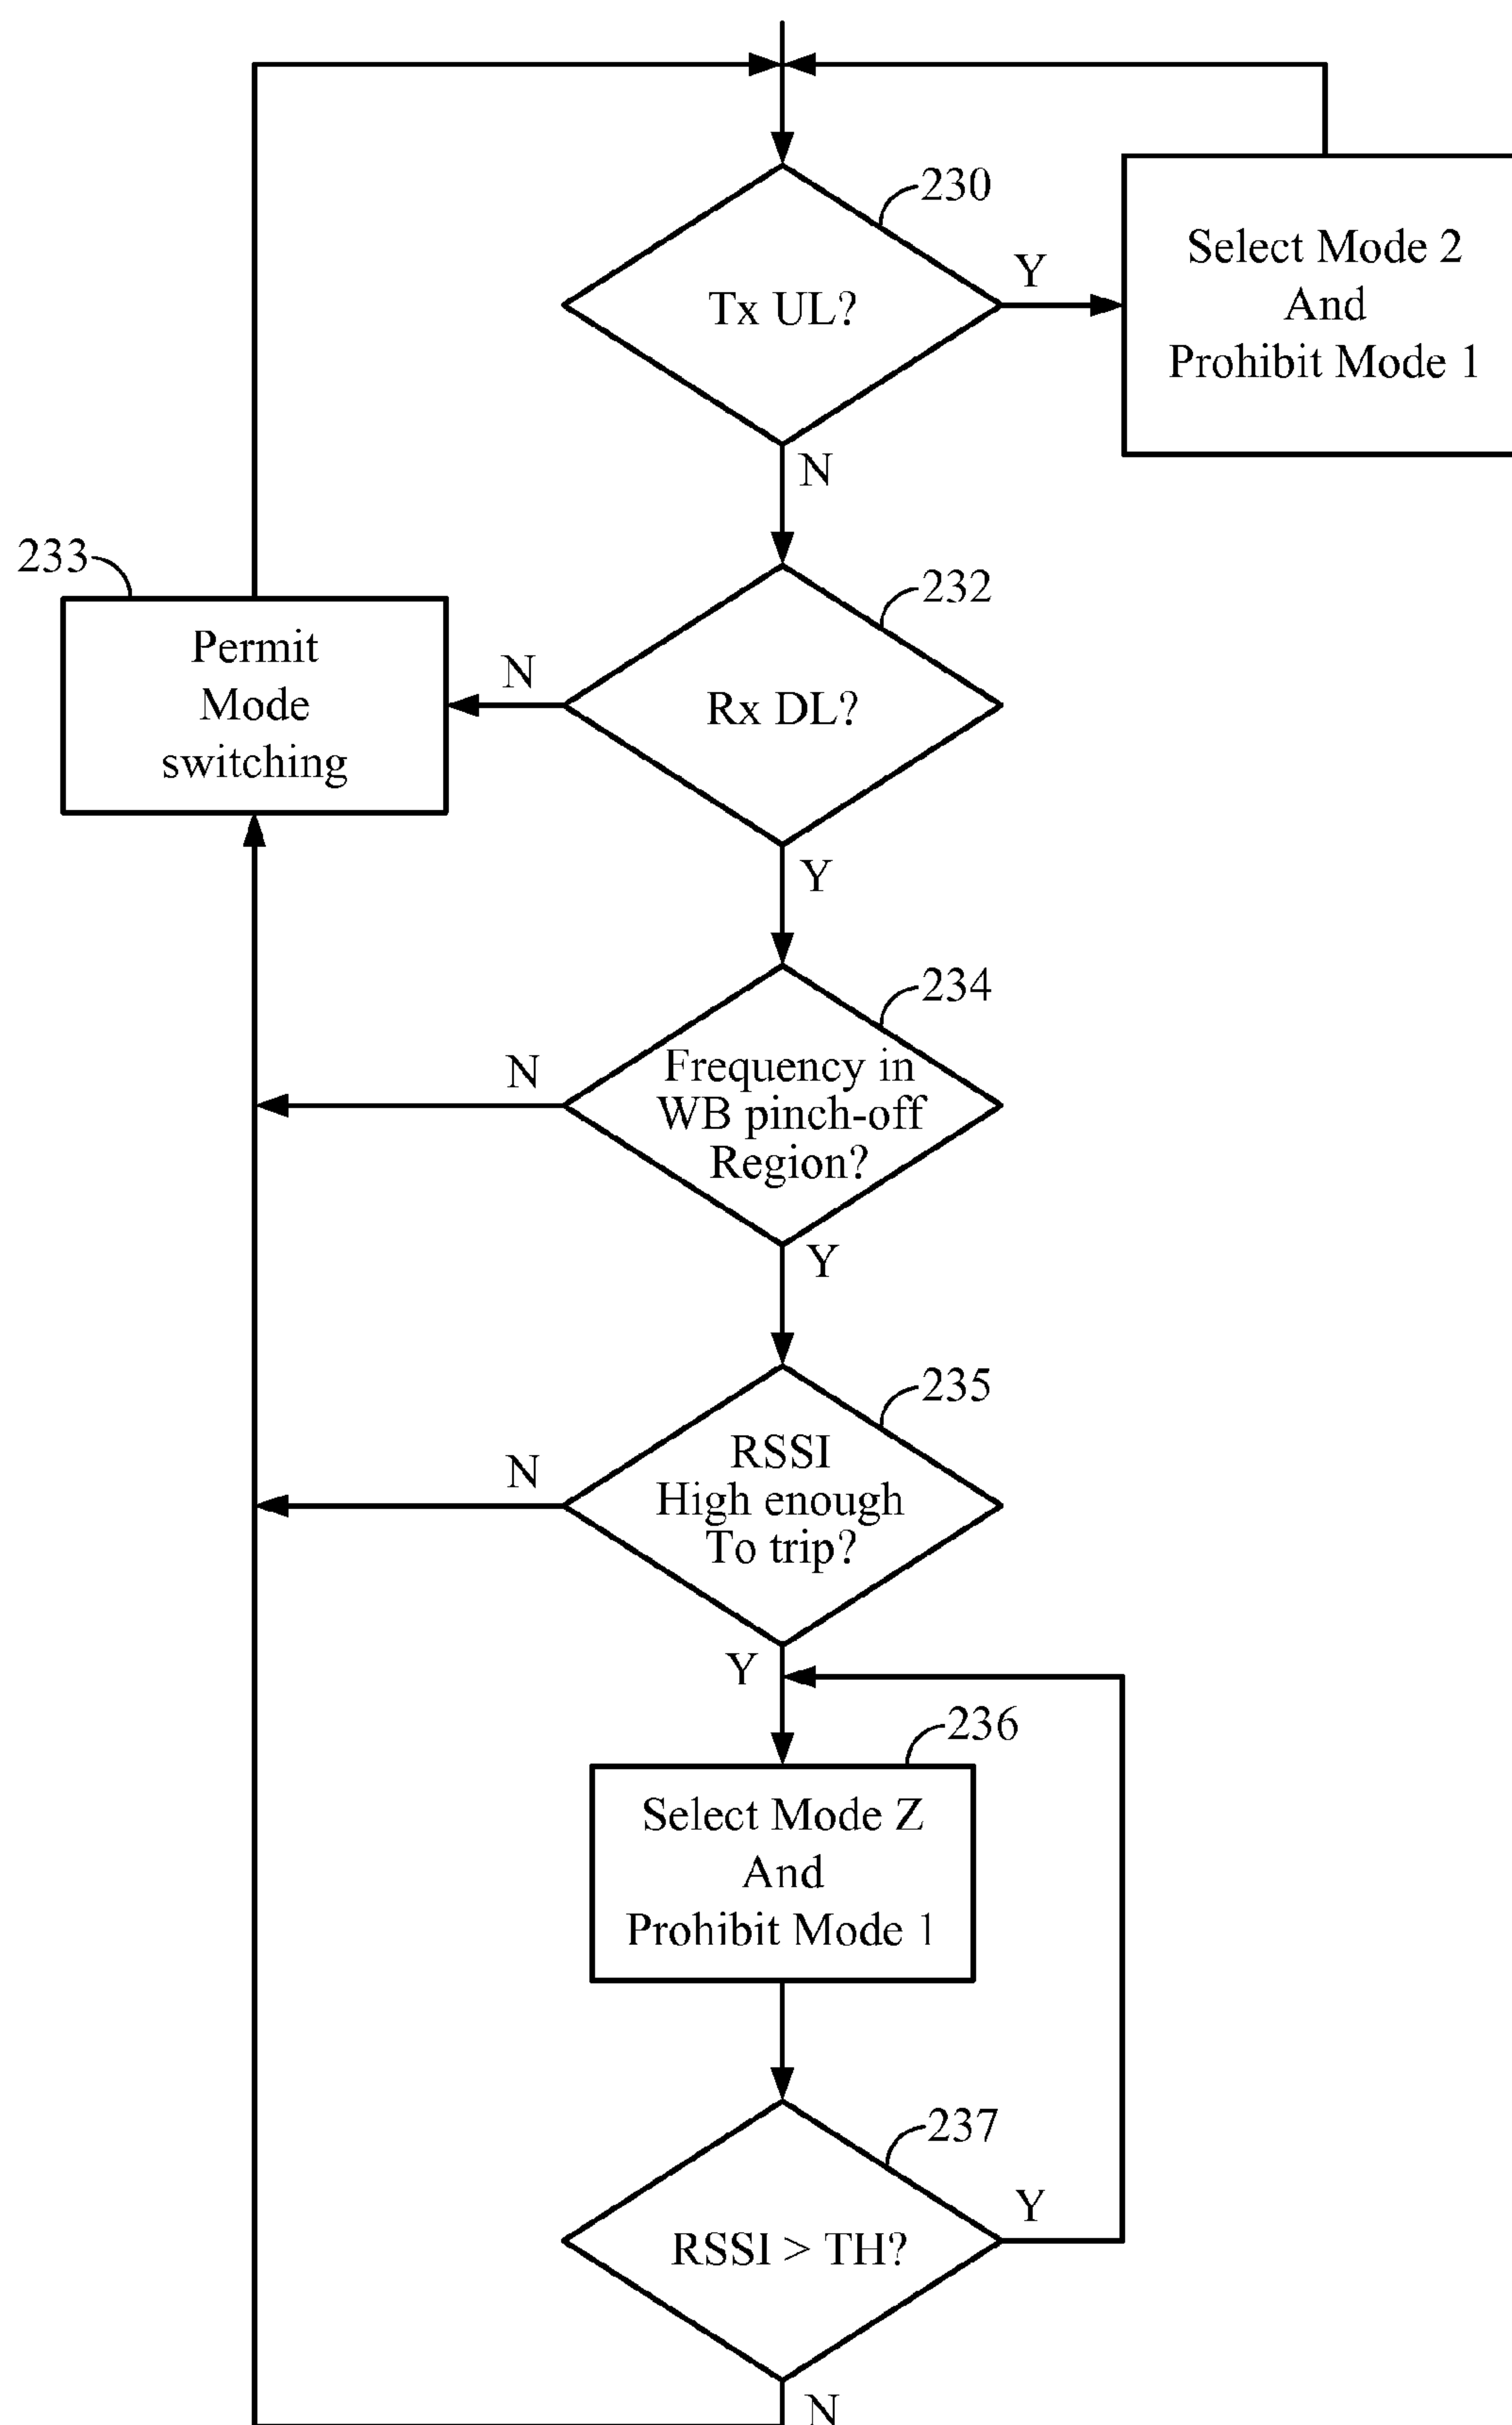 230
Tx UL?
Y
Select Mode 2
And
Prohibit Mode 1
N
233
Permit
Mode
switching
N
232
Rx DL?
Y
234
N
Frequency in
WB pinch-off
Region?
Y
235
N
RSSI
High enough
To trip?
Y
236
Select Mode Z
And
Prohibit Mode 1
237
RSSI > TH?
Y
N